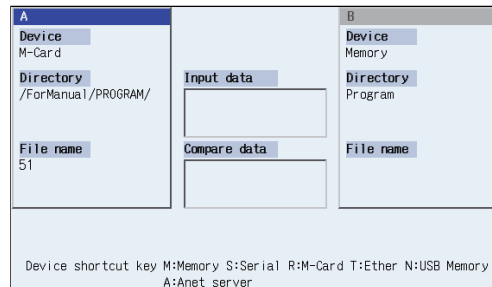 A
Device
M-Card
Directory
/ForManual/PROGRAM/
File name
51
Input data
Compare data
B
Device
Memory
Directory
Program
File name
Device shortcut key M:Memory S:Serial R:M-Card T:Ether N:USB Memory
A:Anet server